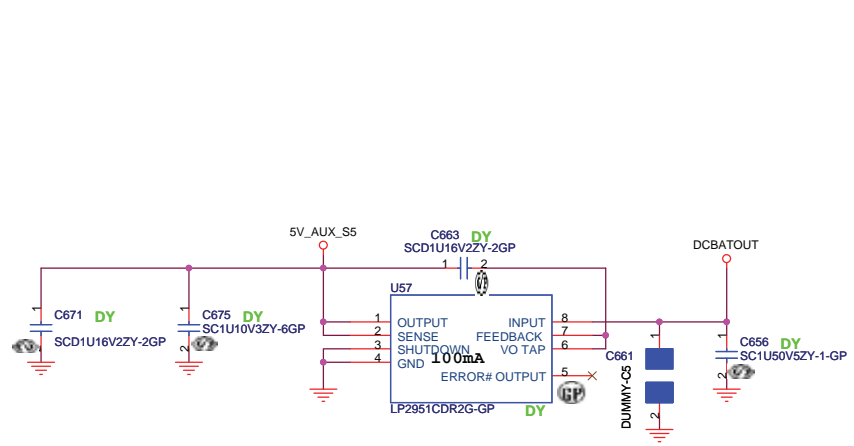 5V_AUX_S5
C663 DY
SCD1U16V2ZY-2GP
1 2
DCBATOUT
U57
1
C671 DY
SCD1U16V2ZY-2GP
2
1
C675 DY
SC1U10V3ZY-6GP
2
1 OUTPUT INPUT 8
2 SENSE FEEDBACK 7
3 SHUTDOWN VO TAP 6
4 GND 100mA
ERROR# OUTPUT 5
GP
LP2951CDR2G-GP DY
C661
1
DUMMY-C5
2
1
C656 DY
SC1U50V5ZY-1-GP
2